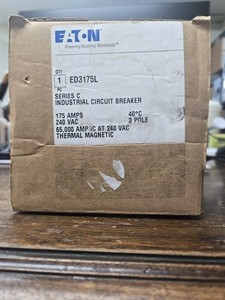 EATON
Powering Business Worldwide
QTY
1 ED3175L
PC
SERIES C
INDUSTRIAL CIRCUIT BREAKER
175 AMPS 40°C
240 VAC 3 POLE
65,000 AMP IC AT 240 VAC
THERMAL MAGNETIC